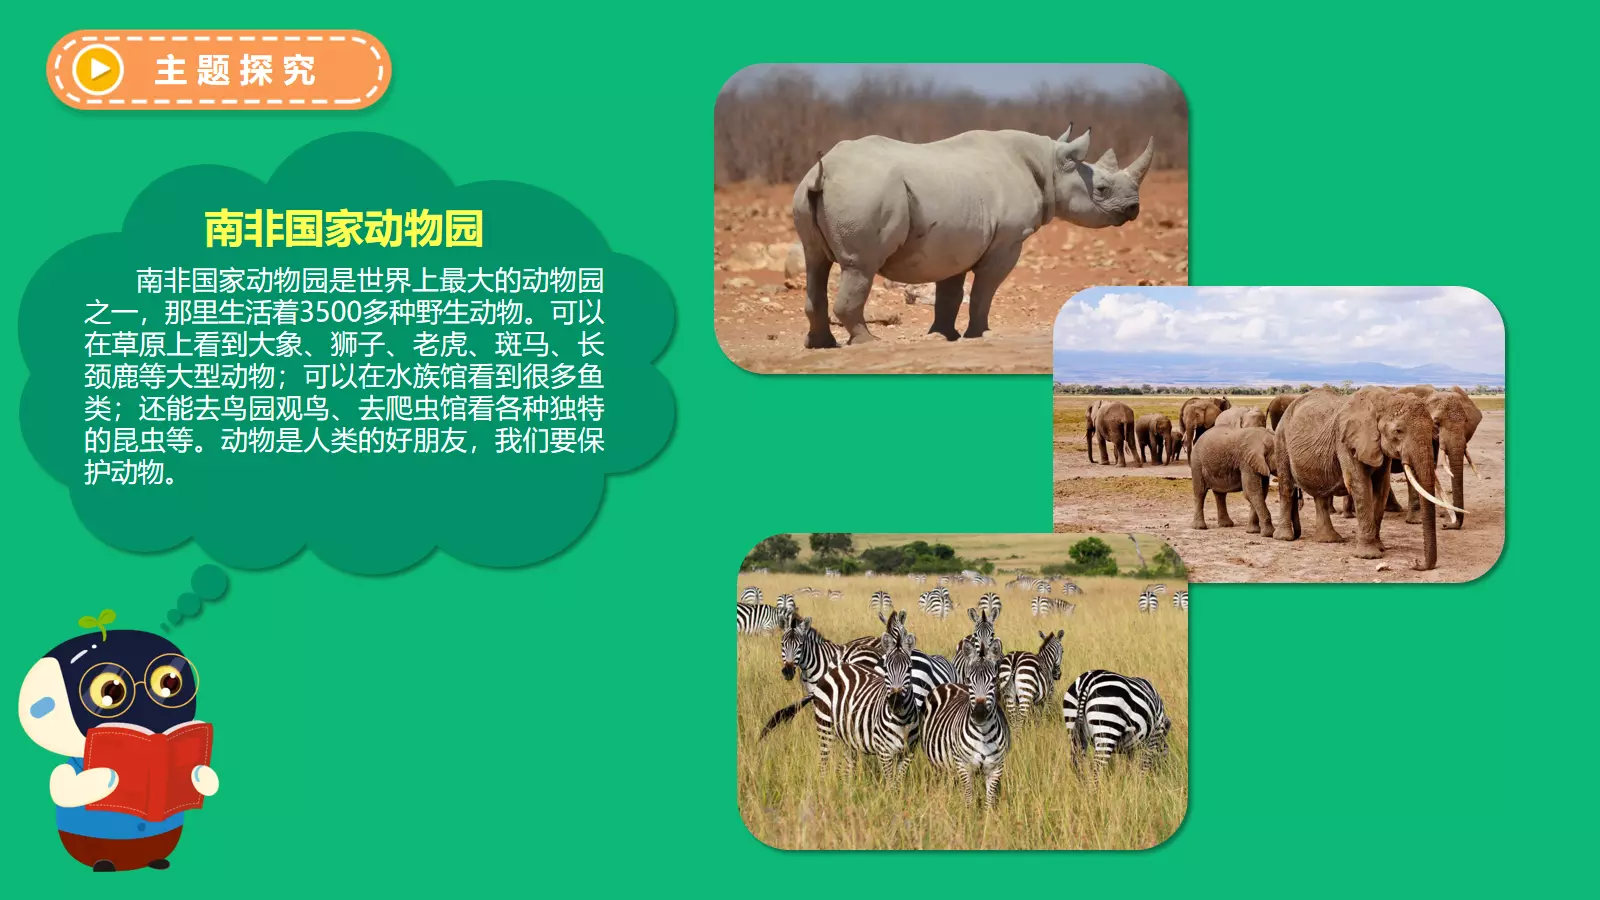 主题探究
南非国家动物园
南非国家动物园是世界上最大的动物园
之一，那里生活着3500多种野生动物。可以
在草原上看到大象、狮子、老虎、斑马、长
颈鹿等大型动物；可以在水族馆看到很多鱼
类；还能去鸟园观鸟、去爬虫馆看各种独特
的昆虫等。动物是人类的好朋友，我们要保
护动物。